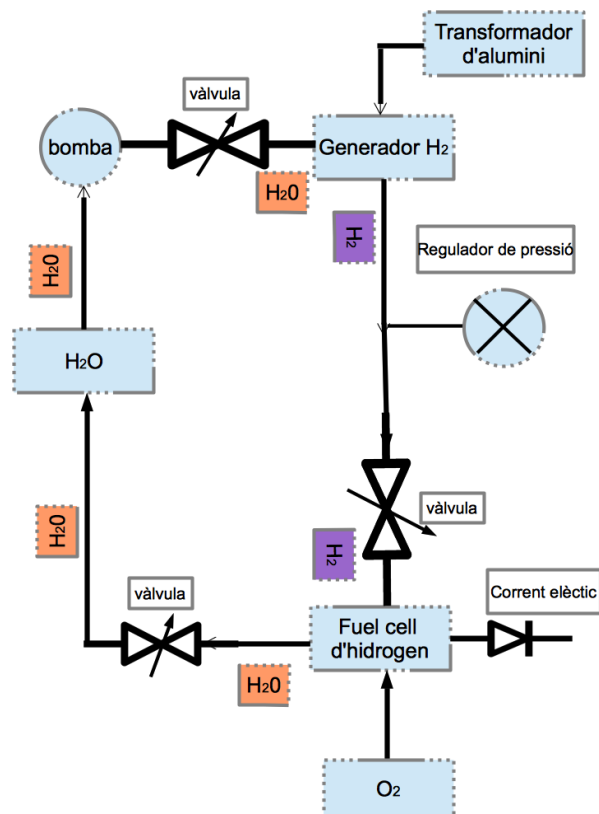 Transformador
d'alumini
vàlvula
bomba
Generador H₂
H₂0
H₂
Regulador de pressió
H₂0
H₂O
vàlvula
H₂0
H₂
vàlvula
Corrent elèctic
Fuel cell
d'hidrogen
H₂0
O₂